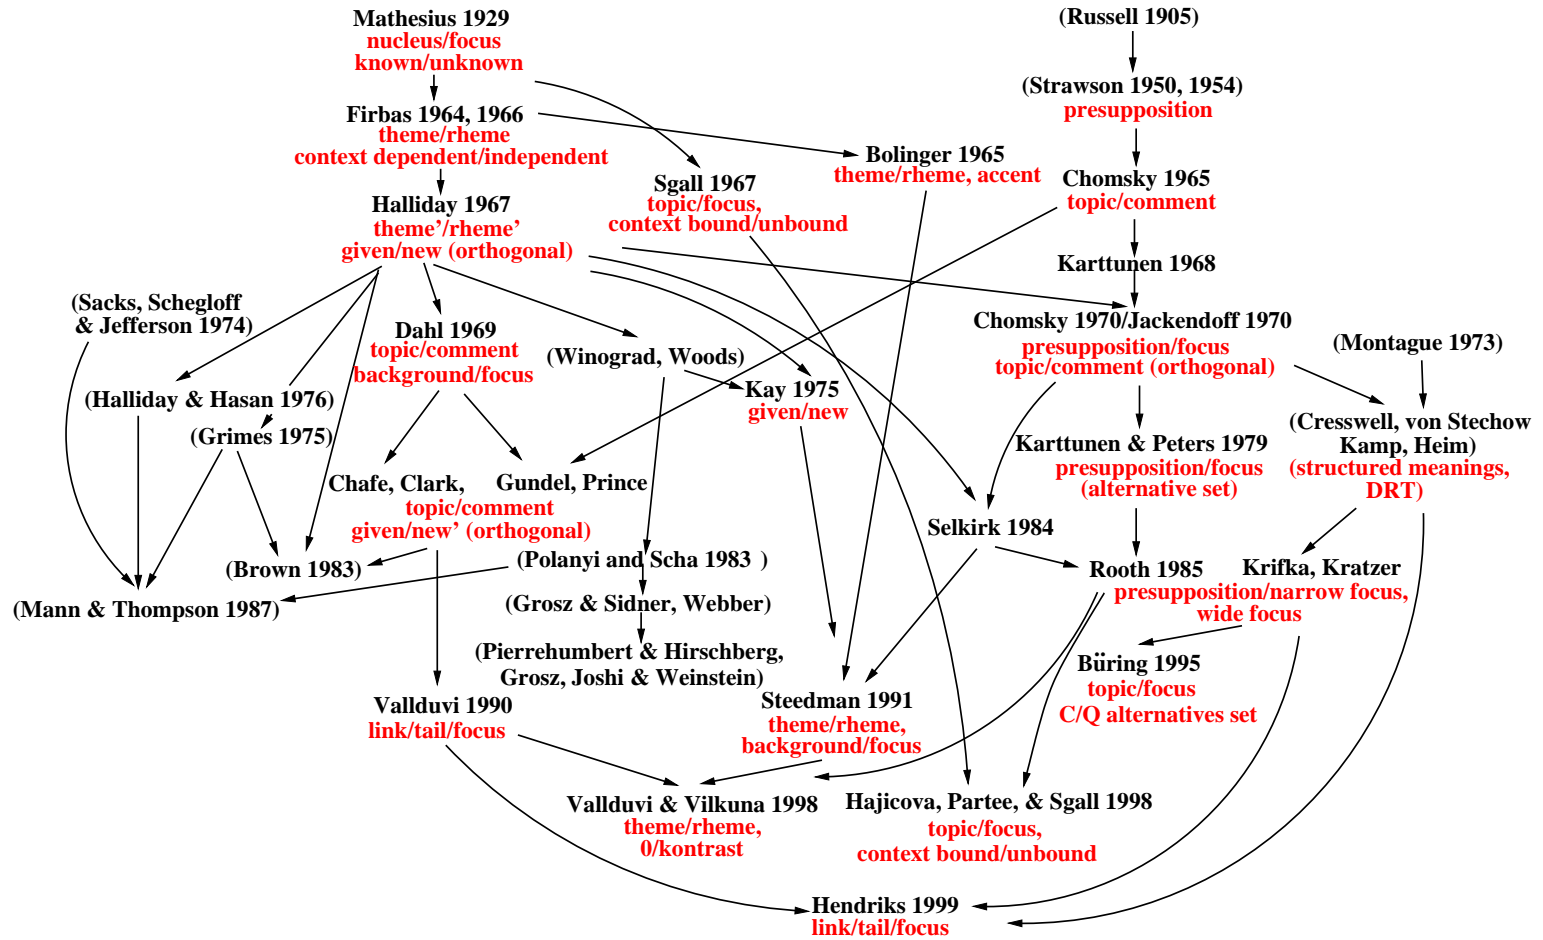 Mathesius 1929
nucleus/focus
known/unknown
(Russell 1905)
(Strawson 1950, 1954)
presupposition
Firbas 1964, 1966
theme/rheme
context dependent/independent
Bolinger 1965
theme/rheme, accent
Sgall 1967
topic/focus,
context bound/unbound
Chomsky 1965
topic/comment
Halliday 1967
theme’/rheme’
given/new (orthogonal)
Karttunen 1968
(Sacks, Schegloff
& Jefferson 1974)
Dahl 1969
topic/comment
background/focus
(Winograd, Woods)
Chomsky 1970/Jackendoff 1970
presupposition/focus
topic/comment (orthogonal)
(Montague 1973)
Kay 1975
given/new
(Halliday & Hasan 1976)
(Grimes 1975)
Karttunen & Peters 1979
presupposition/focus
(alternative set)
(Cresswell, von Stechow
Kamp, Heim)
(structured meanings,
DRT)
Chafe, Clark,
Gundel, Prince
topic/comment
given/new’ (orthogonal)
Selkirk 1984
(Brown 1983)
(Polanyi and Scha 1983 )
Rooth 1985
Krifka, Kratzer
presupposition/narrow focus,
wide focus
(Mann & Thompson 1987)
(Grosz & Sidner, Webber)
(Pierrehumbert & Hirschberg,
Grosz, Joshi & Weinstein)
Büring 1995
topic/focus
C/Q alternatives set
Vallduvi 1990
link/tail/focus
Steedman 1991
theme/rheme,
background/focus
Vallduvi & Vilkuna 1998
theme/rheme,
0/kontrast
Hajicova, Partee, & Sgall 1998
topic/focus,
context bound/unbound
Hendriks 1999
link/tail/focus